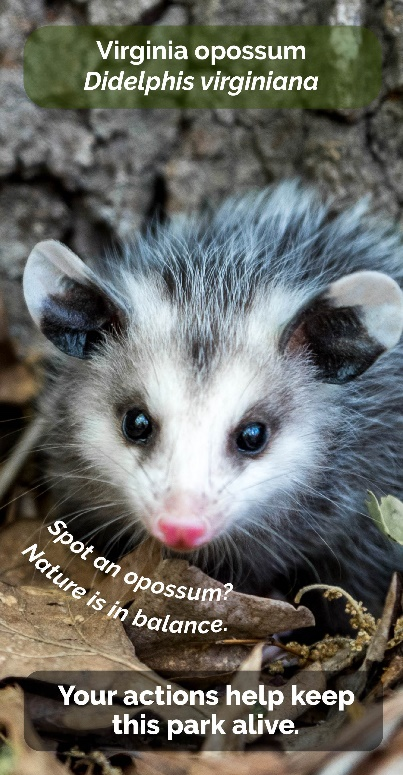 Virginia opossum
Didelphis virginiana
Spot an opossum?
Nature is in balance.
Your actions help keep
this park alive.